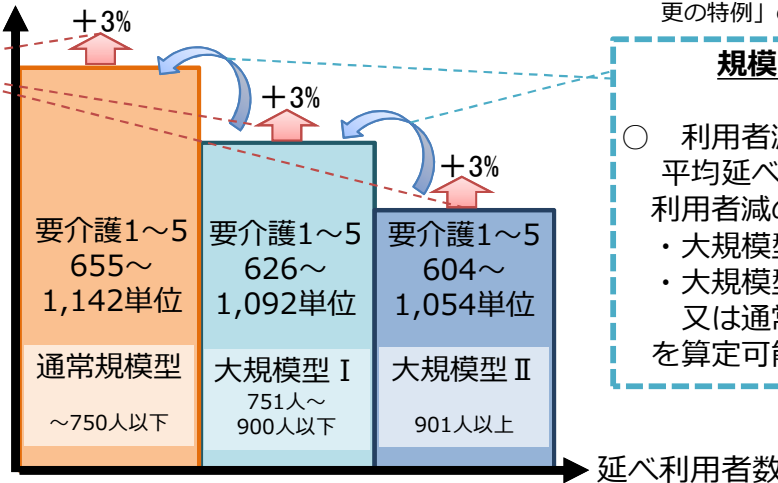 更の特例」
+3%
+3%
+3%
要介護1～5
655～
1,142単位
通常規模型
～750人以下
要介護1～5
626～
1,092単位
大規模型Ⅰ
751人～
900人以下
要介護1～5
604～
1,054単位
大規模型Ⅱ
901人以上
延べ利用者数
規模
○　利用者
平均延べ
利用者減の
・大規模型
・大規模型
又は通常
を算定可能